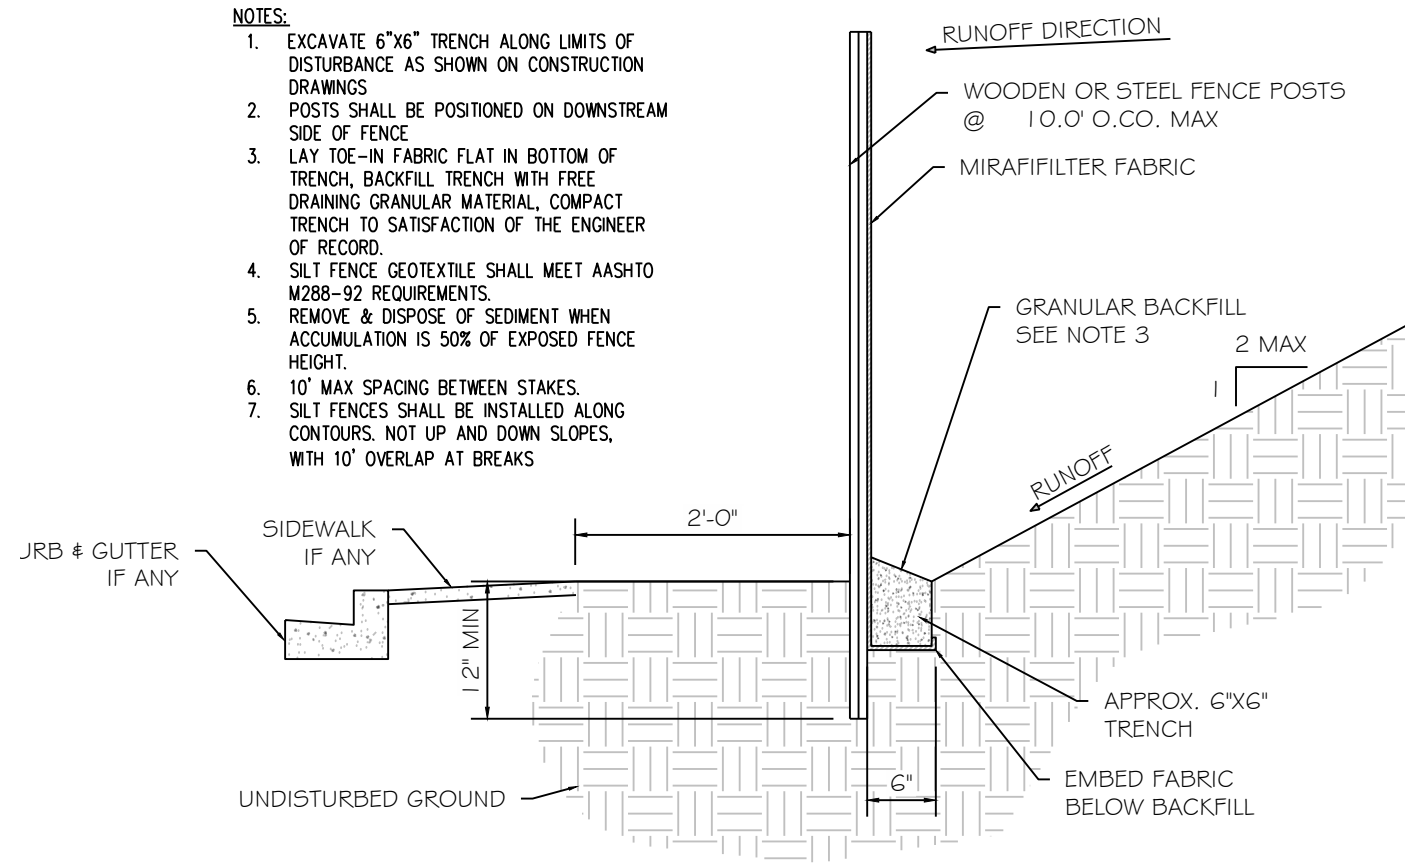 NOTES:
1. EXCAVATE 6"X6" TRENCH ALONG LIMITS OF
DISTURBANCE AS SHOWN ON CONSTRUCTION
DRAWINGS
2. POSTS SHALL BE POSITIONED ON DOWNSTREAM
SIDE OF FENCE
3. LAY TOE-IN FABRIC FLAT IN BOTTOM OF
TRENCH, BACKFILL TRENCH WITH FREE
DRAINING GRANULAR MATERIAL, COMPACT
TRENCH TO SATISFACTION OF THE ENGINEER
OF RECORD.
4. SILT FENCE GEOTEXTILE SHALL MEET AASHTO
M288-92 REQUIREMENTS.
5. REMOVE & DISPOSE OF SEDIMENT WHEN
ACCUMULATION IS 50% OF EXPOSED FENCE
HEIGHT.
6. 10' MAX SPACING BETWEEN STAKES.
7. SILT FENCES SHALL BE INSTALLED ALONG
CONTOURS. NOT UP AND DOWN SLOPES,
WITH 10' OVERLAP AT BREAKS
RUNOFF DIRECTION
WOODEN OR STEEL FENCE POSTS
@ 10.0' O.CO. MAX
MIRAFIFILTER FABRIC
GRANULAR BACKFILL
SEE NOTE 3
2 MAX
1
RUNOFF
2'-0"
SIDEWALK
IF ANY
JRB & GUTTER
IF ANY
12" MIN
APPROX. 6"X6"
TRENCH
6"
EMBED FABRIC
BELOW BACKFILL
UNDISTURBED GROUND